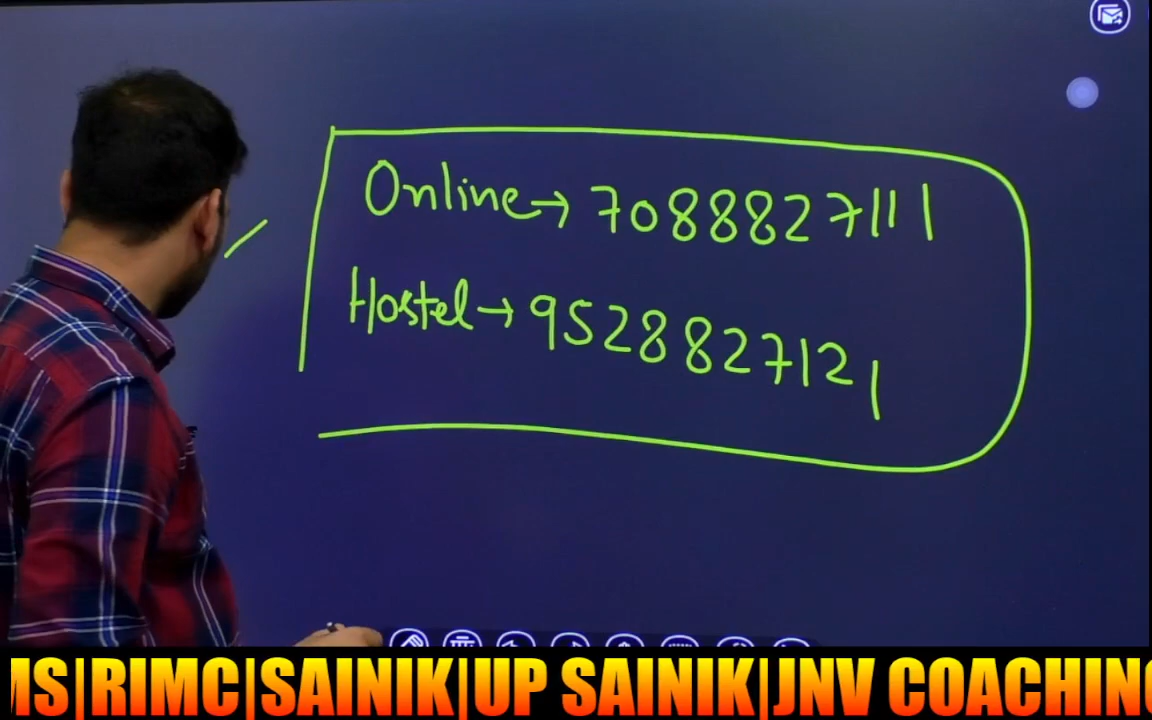 Online → 7088827111
Hostel → 9528827121
MS|RIMC|SAINIK|UP SAINIK|JNV COACHING